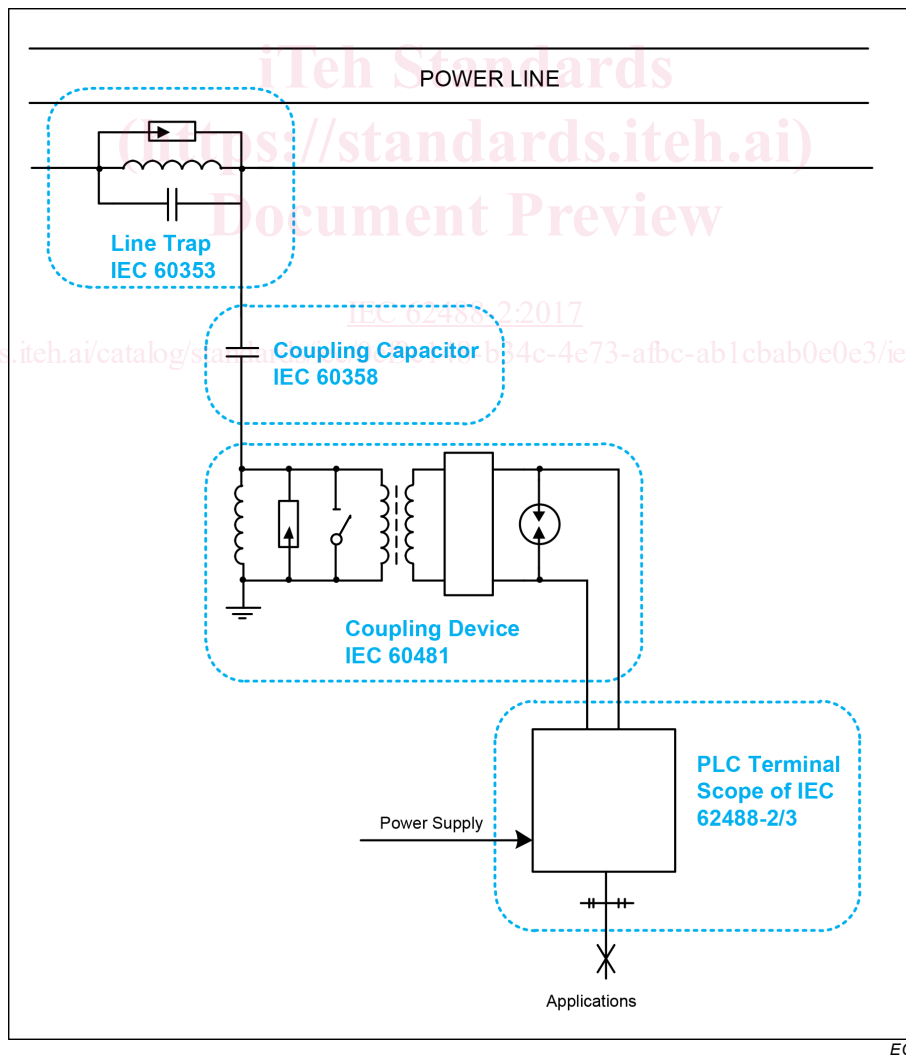 iTeh Standards
POWER LINE
(https://standards.iteh.ai)
Document Preview
Line Trap
IEC 60353
IEC 62488-2:2017
Coupling Capacitor
IEC 60358
Coupling Device
IEC 60481
PLC Terminal
Scope of IEC
62488-2/3
Power Supply
Applications